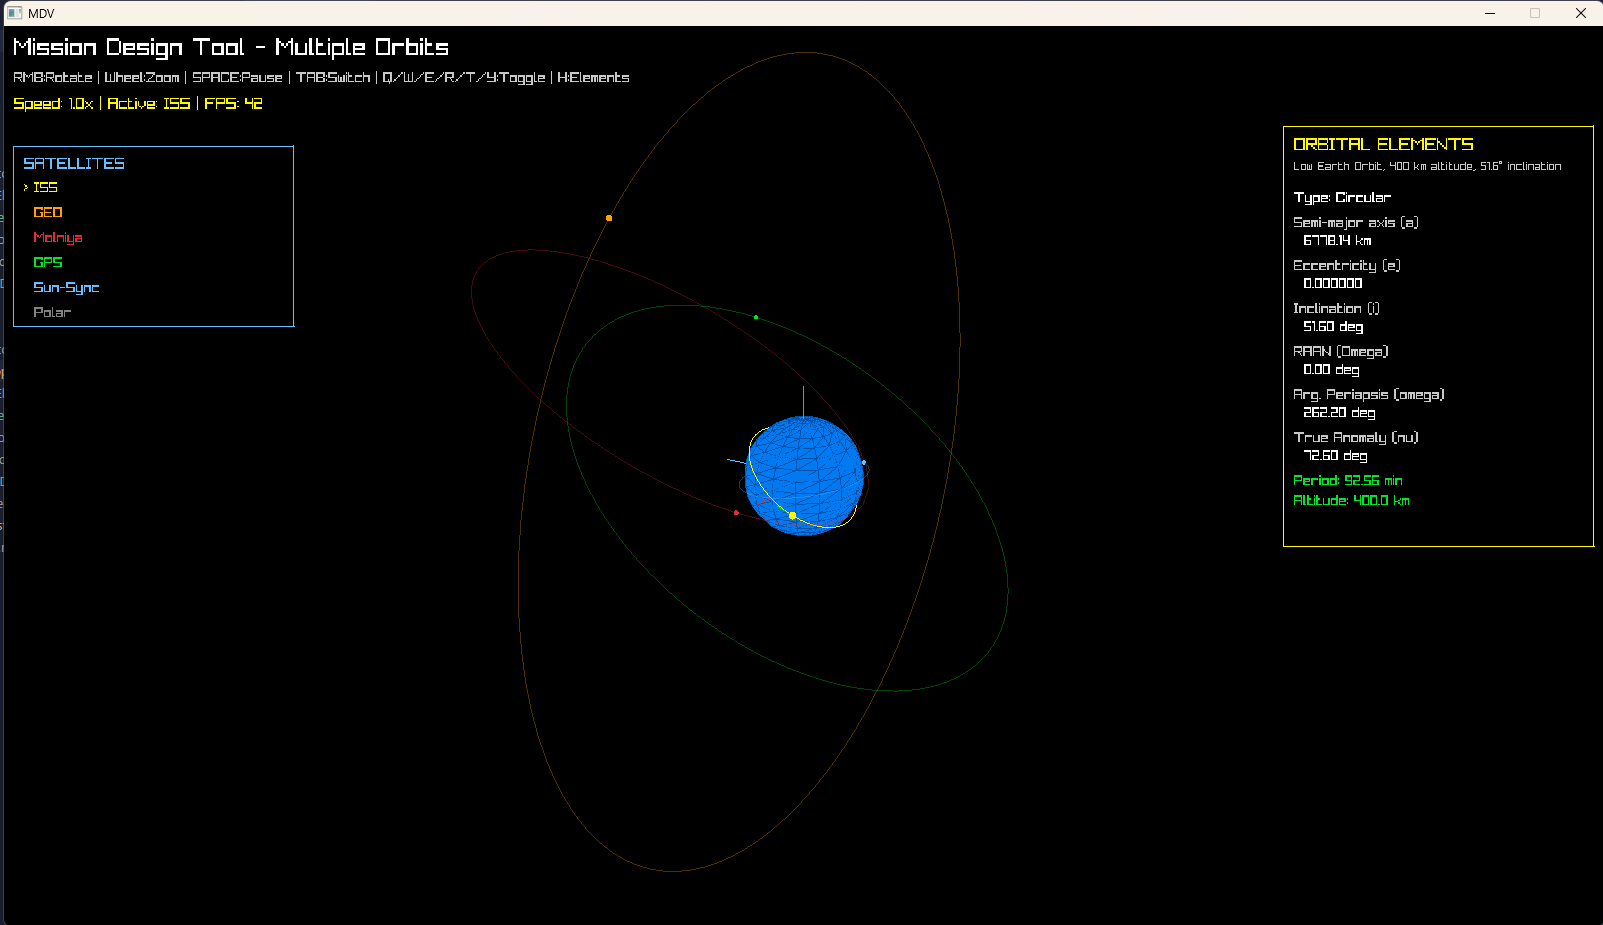 MDV
Mission Design Tool - Multiple Orbits
RMB:Rotate | Wheel:Zoom | SPACE:Pause | TAB:Switch | Q/W/E/R/T/Y:Toggle | H:Elements
Speed: 1.0x | Active: ISS | FPS: 42
SATELLITES
> ISS
GEO
Molniya
GPS
Sun-Sync
Polar
ORBITAL ELEMENTS
Low Earth Orbit, 400 km altitude, 51.6° inclination
Type: Circular
Semi-major axis (a)
6778.14 km
Eccentricity (e)
0.000000
Inclination (i)
51.60 deg
RAAN (Omega)
0.00 deg
Arg. Periapsis (omega)
262.20 deg
True Anomaly (nu)
72.60 deg
Period: 92.56 min
Altitude: 400.0 km